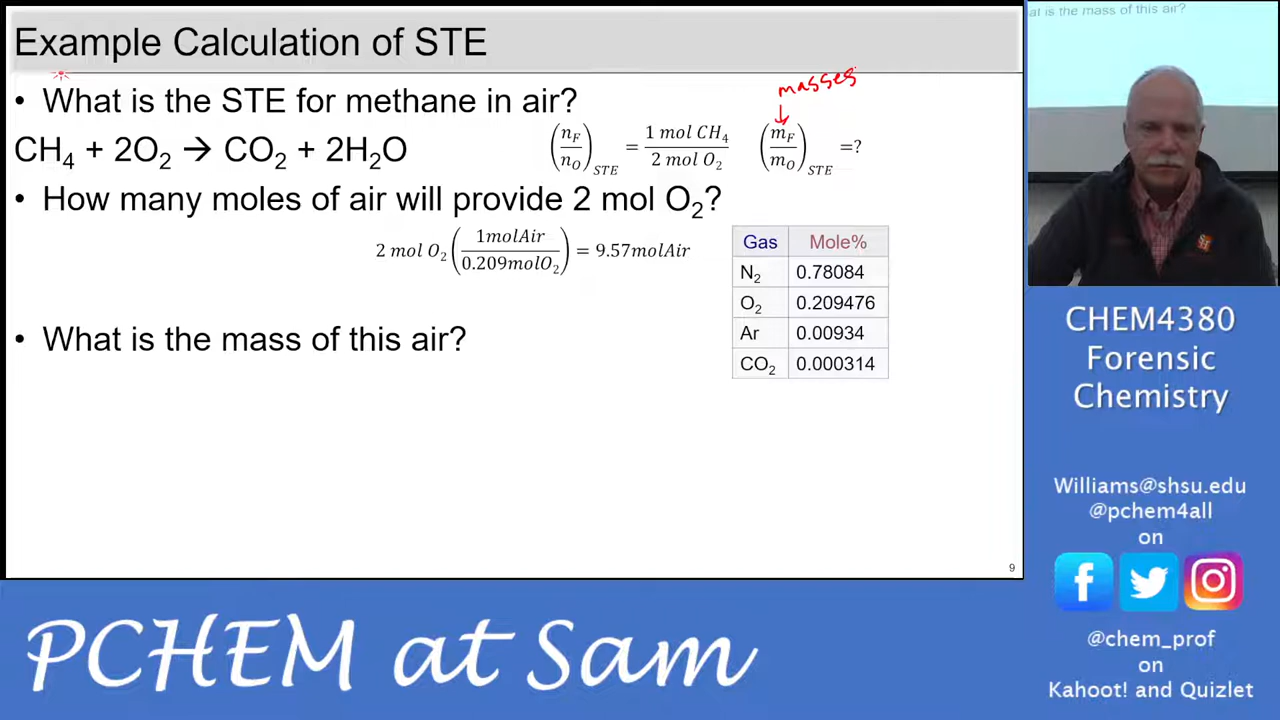 Example Calculation of STE
at is the mass of this air?
masses
• What is the STE for methane in air?
CH4 + 2O2 → CO2 + 2H2O
(nF/nO)STE = 1 mol CH4/2 mol O2
(mF/mO)STE =?
• How many moles of air will provide 2 mol O2?
2 mol O2 (1molAir/0.209molO2) = 9.57molAir
Gas Mole%
N2 0.78084
O2 0.209476
Ar 0.00934
CO2 0.000314
• What is the mass of this air?
9
CHEM4380
Forensic
Chemistry
Williams@shsu.edu
@pchem4all
on
@chem_prof
on
Kahoot! and Quizlet
PCHEM at Sam